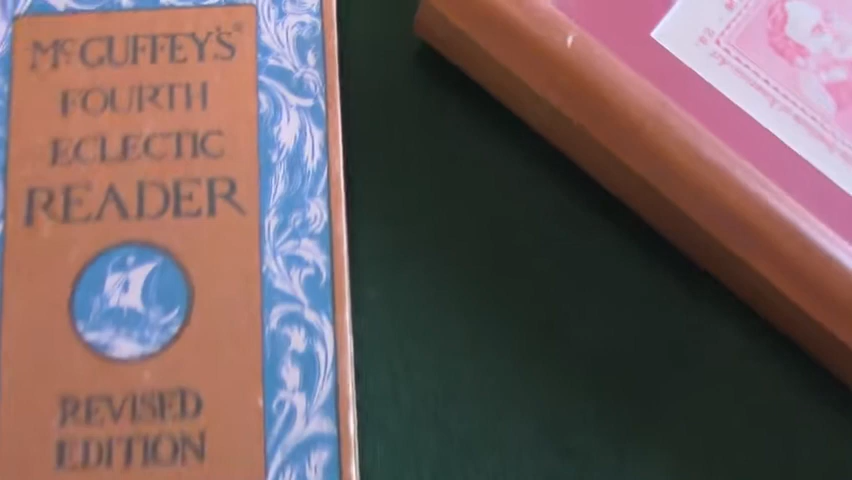 McGUFFEY'S
FOURTH
ECLECTIC
READER
REVISED
EDITION